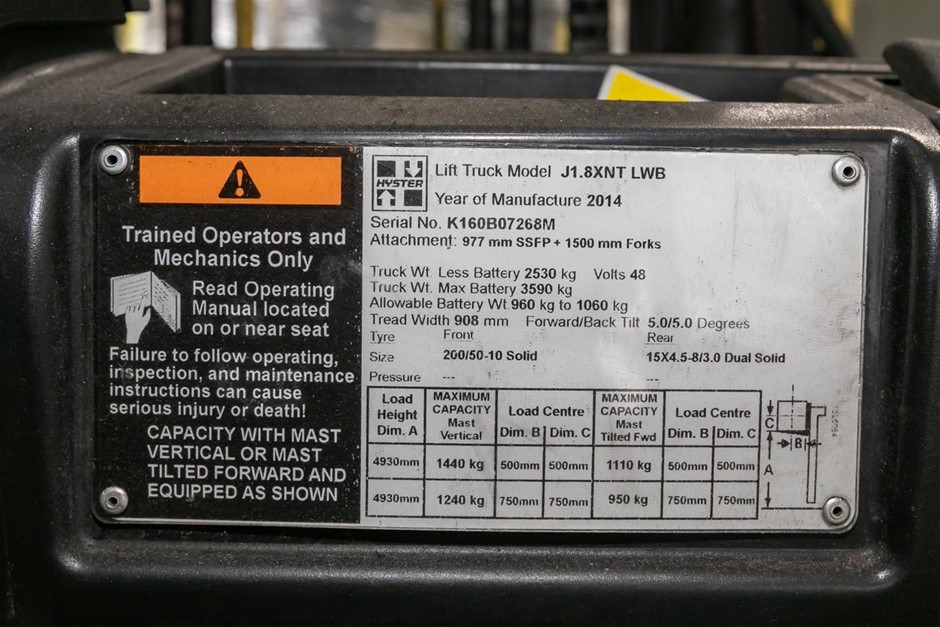 Trained Operators and
Mechanics Only
Read Operating
Manual located
on or near seat
Failure to follow operating,
inspection, and maintenance
instructions can cause
serious injury or death!
CAPACITY WITH MAST
VERTICAL OR MAST
TILTED FORWARD AND
EQUIPPED AS SHOWN
HYSTER
Lift Truck Model J1.8XNT LWB
Year of Manufacture 2014
Serial No. K160B07268M
Attachment: 977 mm SSFP + 1500 mm Forks
Truck Wt. Less Battery 2530 kg Volts 48
Truck Wt. Max Battery 3590 kg
Allowable Battery Wt 960 kg to 1060 kg
Tread Width 908 mm Forward/Back Tilt 5.0/5.0 Degrees
Tyre Front Rear
Size 200/50-10 Solid 15X4.5-8/3.0 Dual Solid
Pressure --- ---
Load Height Dim. A MAXIMUM CAPACITY Mast Vertical Load Centre Dim. B Dim. C MAXIMUM CAPACITY Mast Tilted Fwd Load Centre Dim. B Dim. C
4930mm 1440 kg 500mm 500mm 1110 kg 500mm 500mm
4930mm 1240 kg 750mm 750mm 950 kg 750mm 750mm
C
B
A